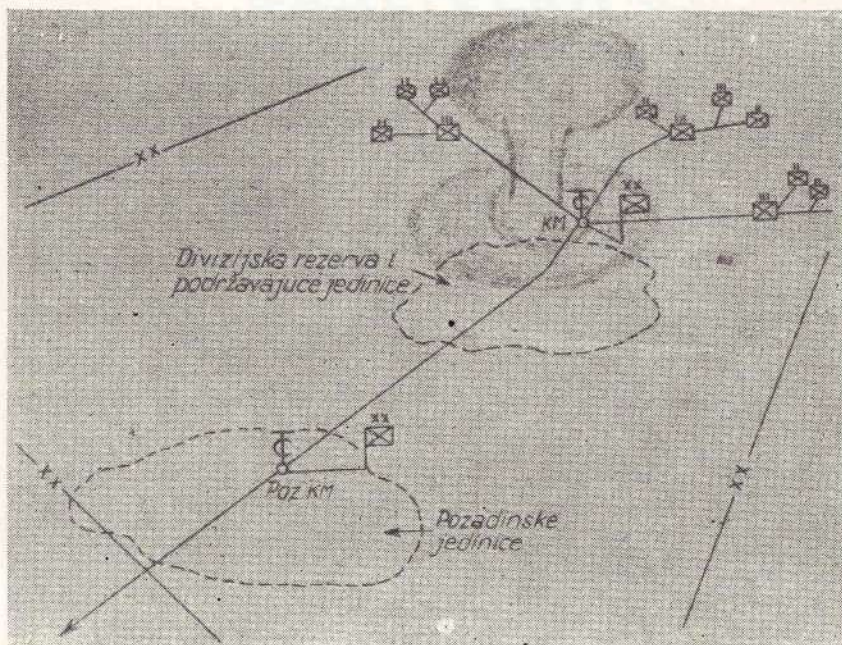 XX
XX
KM
Divizijska rezerva i
podržavajuće jedinice
XX
XX
XX
Poz KM
Pozadinske
jedinice